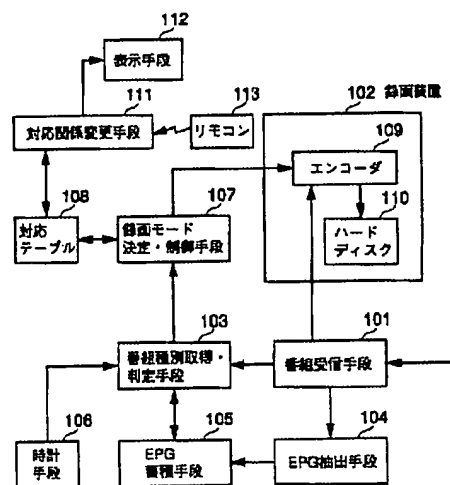 112
表示手段
111
対応関係変更手段
113
リモコン
102 録画装置
109
エンコーダ
110
ハード
ディスク
108
対応
テーブル
107
録画モード
決定・制御手段
103
番組種別取得・
判定手段
101
番組受信手段
106
時計
手段
105
EPG
蓄積手段
104
EPG抽出手段